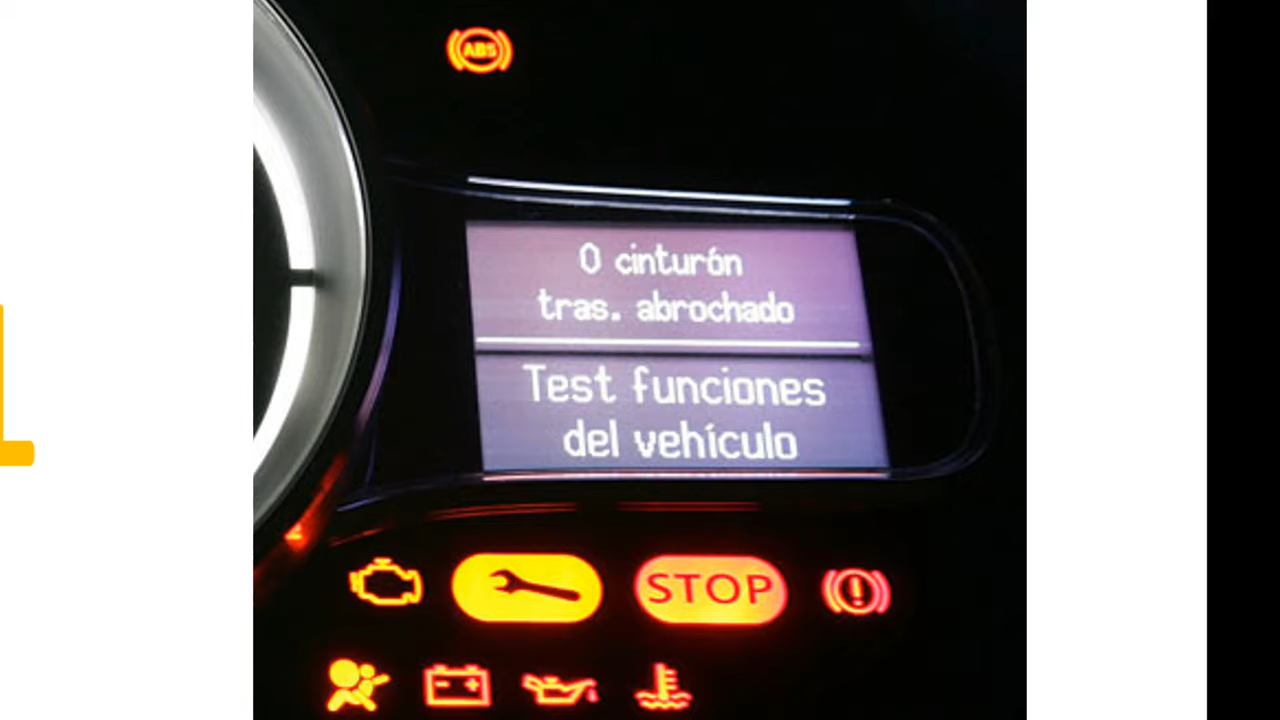 ABS
0 cinturón
tras. abrochado
Test funciones
del vehículo
STOP